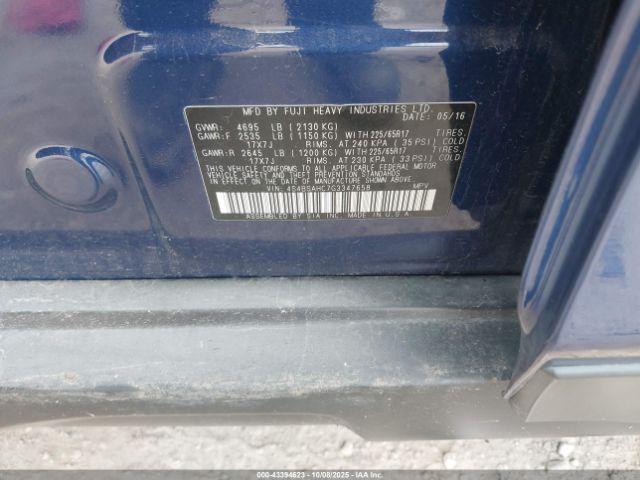 MFD BY FUJI HEAVY INDUSTRIES LTD.
DATE: 05/16
GVWR: 4695 LB (2130 KG)
GAWR:F 2535 LB (1150 KG) WITH 225/65R17 TIRES,
17X7J RIMS, AT 240 KPA (35 PSI) COLD
GAWR:R 2645 LB (1200 KG) WITH 225/65R17 TIRES,
17X7J RIMS, AT 230 KPA (33 PSI) COLD
THIS VEHICLE CONFORMS TO ALL APPLICABLE FEDERAL MOTOR
VEHICLE SAFETY AND THEFT PREVENTION STANDARDS IN EFFECT ON THE
DATE OF MANUFACTURE SHOWN ABOVE.
VIN: 4S4BSAHC7G3347658 MPV
ASSEMBLED BY SIA INC. MADE IN U.S.A.
000-43394623 10/08/2025 - COPYRIGHT IAA, LLC